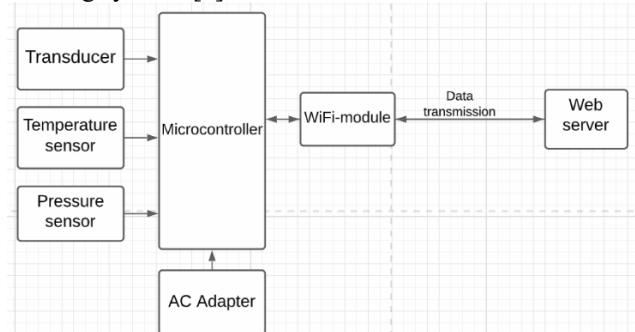 Transducer
Temperature
sensor
Pressure
sensor
Microcontroller
AC Adapter
WiFi-module
Data
transmission
Web
server